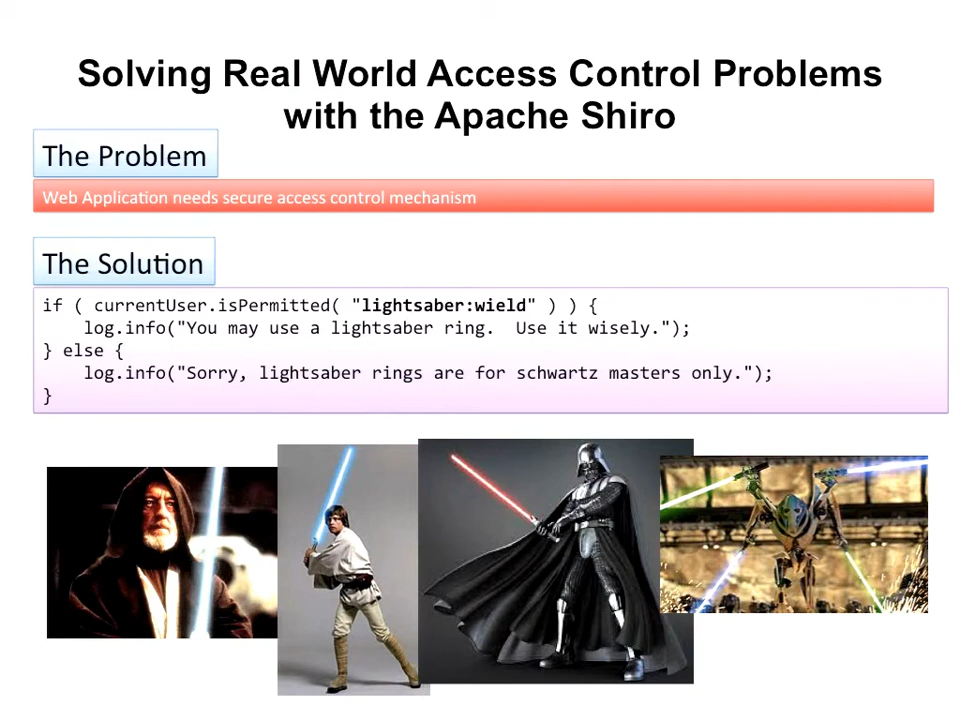 Solving Real World Access Control Problems
with the Apache Shiro
The Problem
Web Application needs secure access control mechanism
The Solution
if ( currentUser.isPermitted( "lightsaber:wield" ) ) {
    log.info("You may use a lightsaber ring.  Use it wisely.");
} else {
    log.info("Sorry, lightsaber rings are for schwartz masters only.");
}